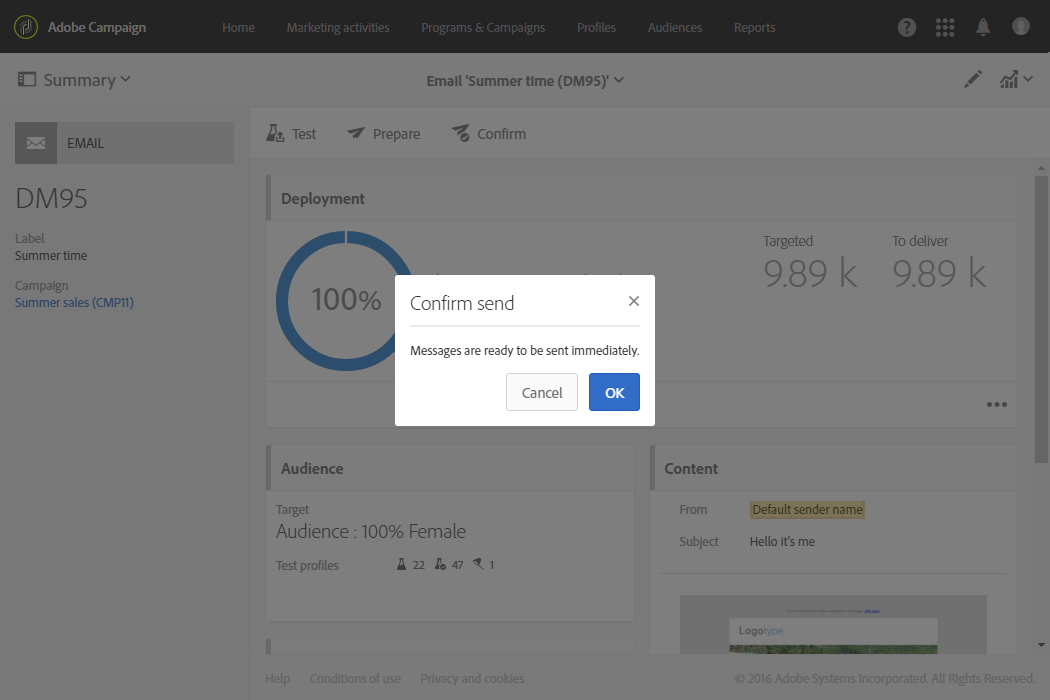 Adobe Campaign
Home
Marketing activities
Programs & Campaigns
Profiles
Audiences
Reports
?
Summary
Email 'Summer time (DM95)'
EMAIL
DM95
Label
Summer time
Campaign
Summer sales (CMP11)
Test
Prepare
Confirm
Deployment
100%
Targeted
9.89 k
To deliver
9.89 k
Confirm send
Messages are ready to be sent immediately.
Cancel
OK
Audience
Target
Audience : 100% Female
Test profiles
22
47
1
Content
From
Default sender name
Subject
Hello it's me
Logotype
Help
Conditions of use
Privacy and cookies
© 2016 Adobe Systems Incorporated. All Rights Reserved.